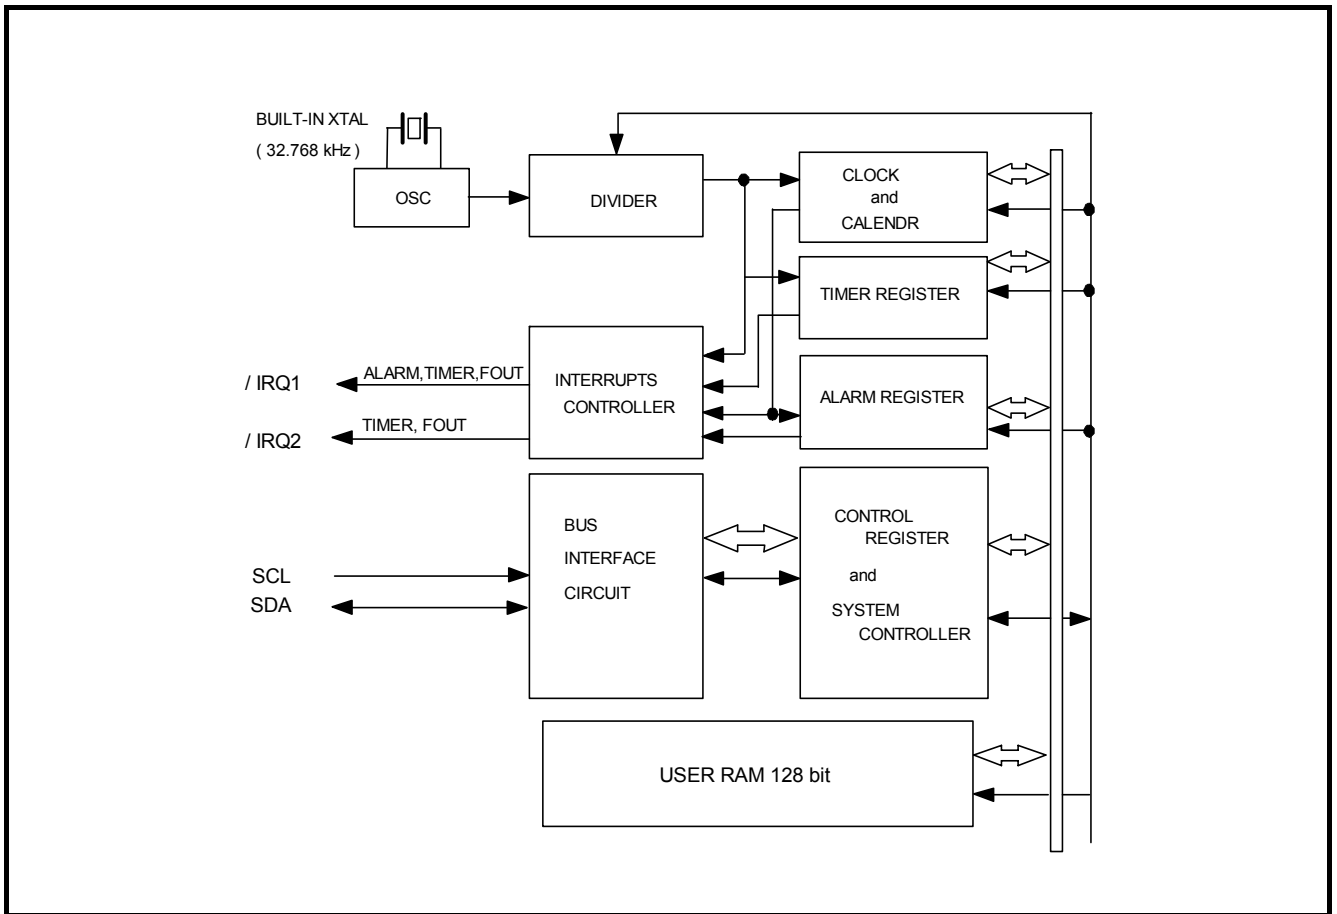 BUILT-IN XTAL
( 32.768 kHz )
OSC
DIVIDER
CLOCK
and
CALENDR
TIMER REGISTER
ALARM REGISTER
/ IRQ1
ALARM,TIMER,FOUT
/ IRQ2
TIMER, FOUT
INTERRUPTS
CONTROLLER
SCL
SDA
BUS
INTERFACE
CIRCUIT
CONTROL
REGISTER
and
SYSTEM
CONTROLLER
USER RAM 128 bit